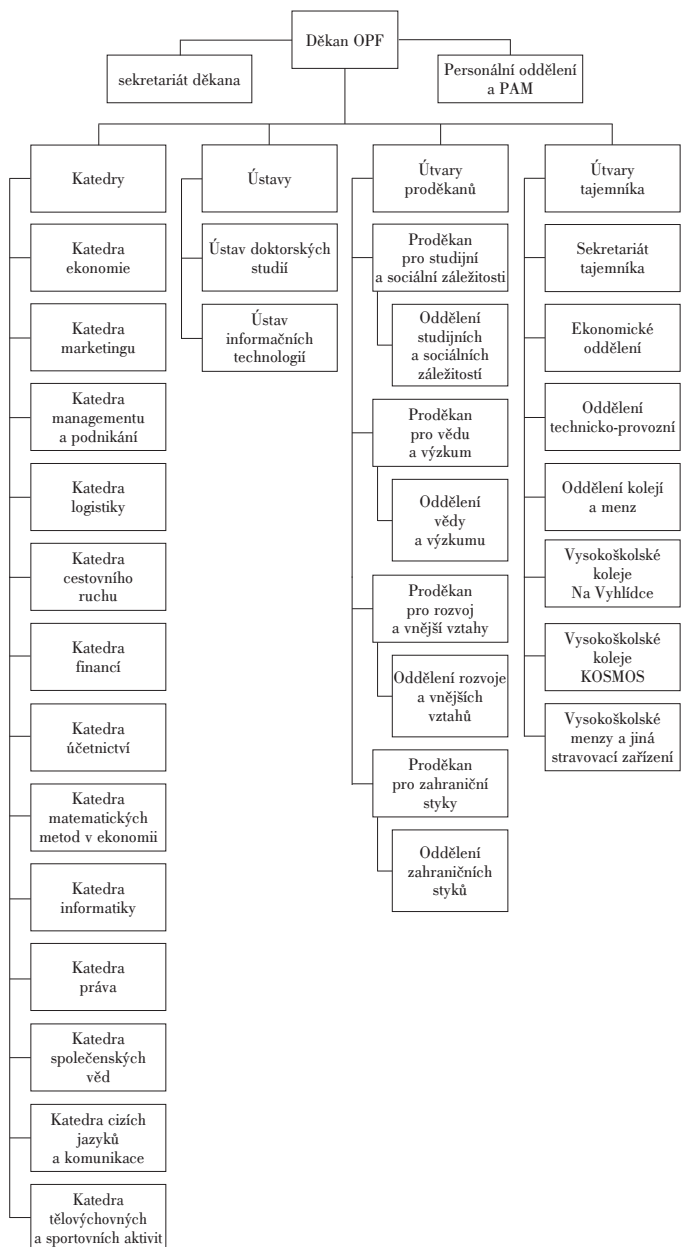 Děkan OPF
sekretariát děkana
Personální oddělení
a PAM
Katedry
Katedra
ekonomie
Katedra
marketingu
Katedra
managementu
a podnikání
Katedra
logistiky
Katedra
cestovního
ruchu
Katedra
financí
Katedra
účetnictví
Katedra
matematických
metod v ekonomii
Katedra
informatiky
Katedra
práva
Katedra
společenských
věd
Katedra cizích
jazyků
a komunikace
Katedra
tělovýchovných
a sportovních aktivit
Ústavy
Ústav doktorských
studií
Ústav
informačních
technologií
Útvary
proděkanů
Proděkan
pro studijní
a sociální záležitosti
Oddělení
studijních
a sociálních
záležitostí
Proděkan
pro vědu
a výzkum
Oddělení
vědy
a výzkumu
Proděkan
pro rozvoj
a vnější vztahy
Oddělení rozvoje
a vnějších
vztahů
Proděkan
pro zahraniční
styky
Oddělení
zahraničních
styků
Útvary
tajemníka
Sekretariát
tajemníka
Ekonomické
oddělení
Oddělení
technicko-provozní
Oddělení kolejí
a menz
Vysokoškolské
koleje
Na Vyhlídce
Vysokoškolské
koleje
KOSMOS
Vysokoškolské
menzy a jiná
stravovací zařízení